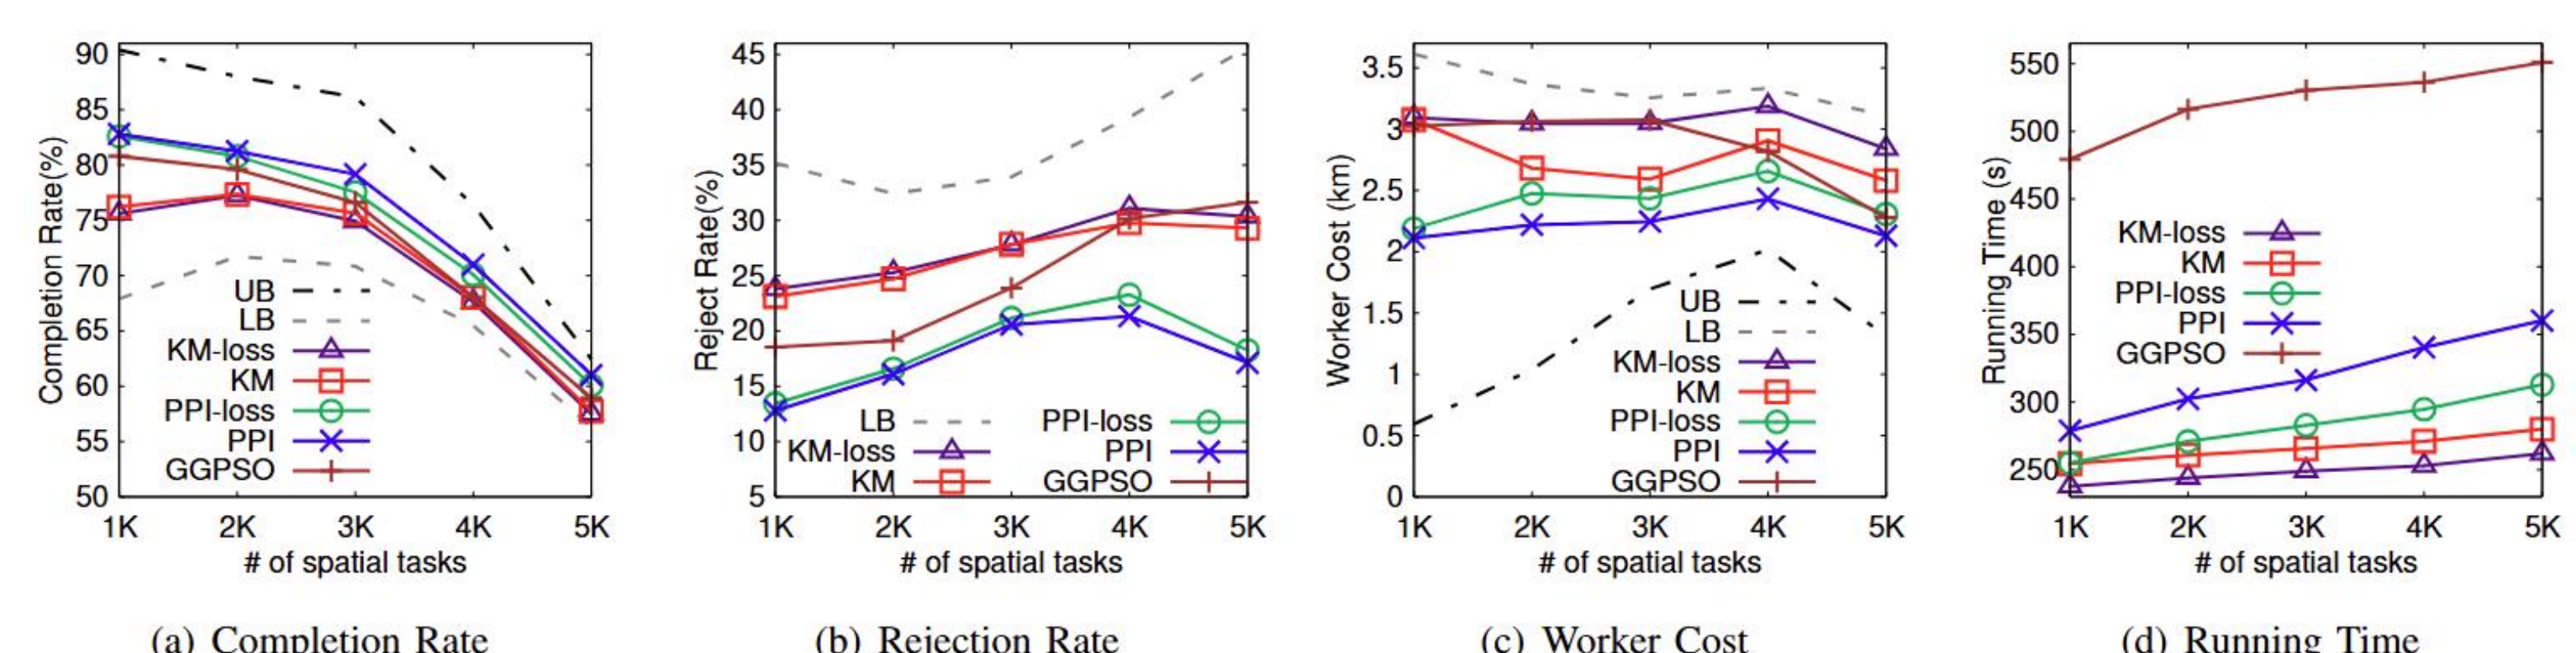 Completion Rate(%)
90
85
80
75
70
65
60
55
50
UB
LB
KM-loss
KM
PPI-loss
PPI
GGPSO
1K 2K 3K 4K 5K
# of spatial tasks
(a) Completion Rate
Reject Rate(%)
45
40
35
30
25
20
15
10
5
LB PPI-loss
KM-loss PPI
KM GGPSO
1K 2K 3K 4K 5K
# of spatial tasks
(b) Rejection Rate
Worker Cost (km)
3.5
3
2.5
2
1.5
1
0.5
0
UB
LB
KM-loss
KM
PPI-loss
PPI
GGPSO
1K 2K 3K 4K 5K
# of spatial tasks
(c) Worker Cost
Running Time (s)
550
500
450
400
350
300
250
KM-loss
KM
PPI-loss
PPI
GGPSO
1K 2K 3K 4K 5K
# of spatial tasks
(d) Running Time